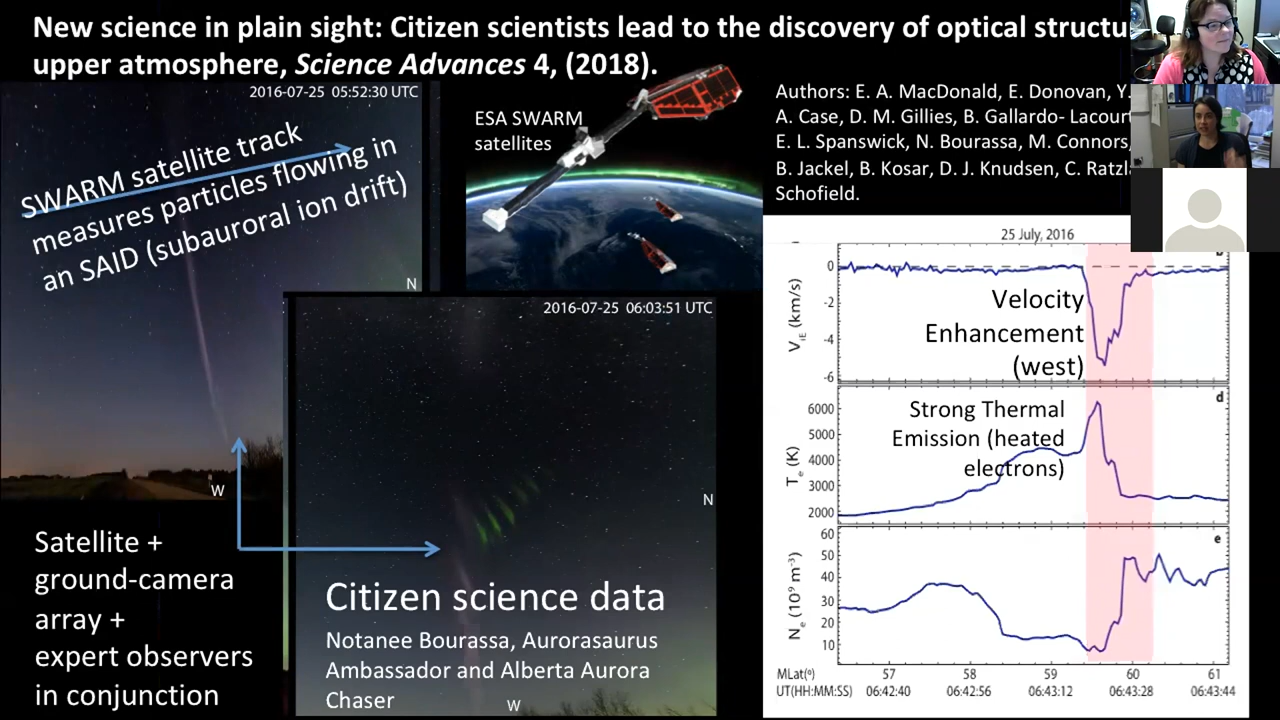 New science in plain sight: Citizen scientists lead to the discovery of optical
upper atmosphere, Science Advances 4, (2018).
2016-07-25 05:52:30 UTC
SWARM satellite track
measures particles flowing in
an SAID (subauroral ion drift)
N
W
ESA SWARM
satellites
Authors: E. A. MacDonald, E. Donovan, Y.
A. Case, D. M. Gillies, B. Gallardo-
E. L. Spanswick, N. Bourassa, M. Connors,
B. Jackel, B. Kosar, D. J. Knudsen, C.
Schofield.
2016-07-25 06:03:51 UTC
N
Citizen science data
Notanee Bourassa, Aurorasaurus
Ambassador and Alberta Aurora
Chaser
W
Satellite +
ground-camera
array +
expert observers
in conjunction
25 July, 2016
0
-2
-4
-6
V iE (km/s)
Velocity
Enhancement
(west)
d
6000
5000
4000
3000
2000
Te (K)
Strong Thermal
Emission (heated
electrons)
e
60
50
40
30
20
10
Ne (10⁹ m⁻³)
MLat(º) 57 58 59 60 61
UT(HH:MM:SS) 06:42:40 06:42:56 06:43:12 06:43:28 06:43:44